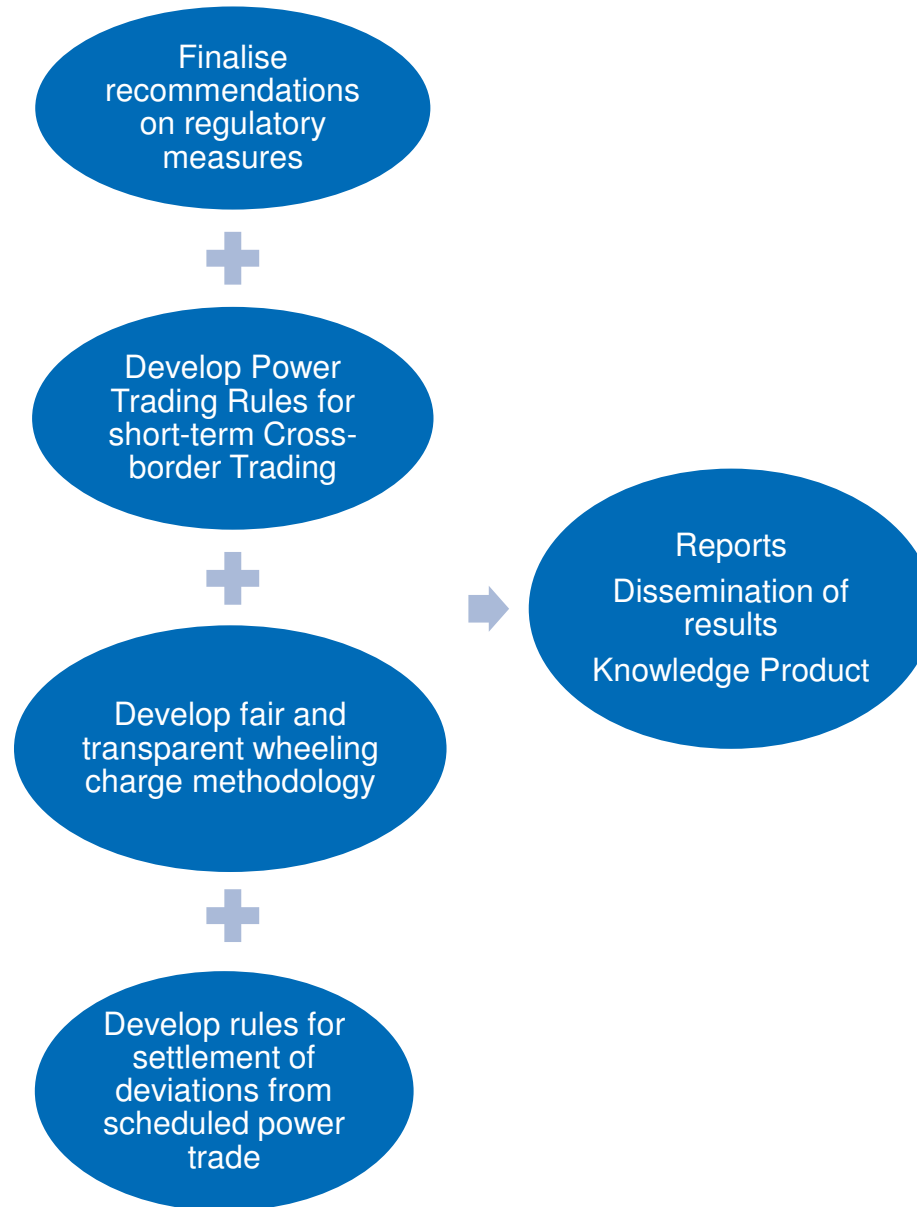 Finalise
recommendations
on regulatory
measures
Develop Power
Trading Rules for
short-term Cross-
border Trading
Develop fair and
transparent wheeling
charge methodology
Develop rules for
settlement of
deviations from
scheduled power
trade
Reports
Dissemination of
results
Knowledge Product